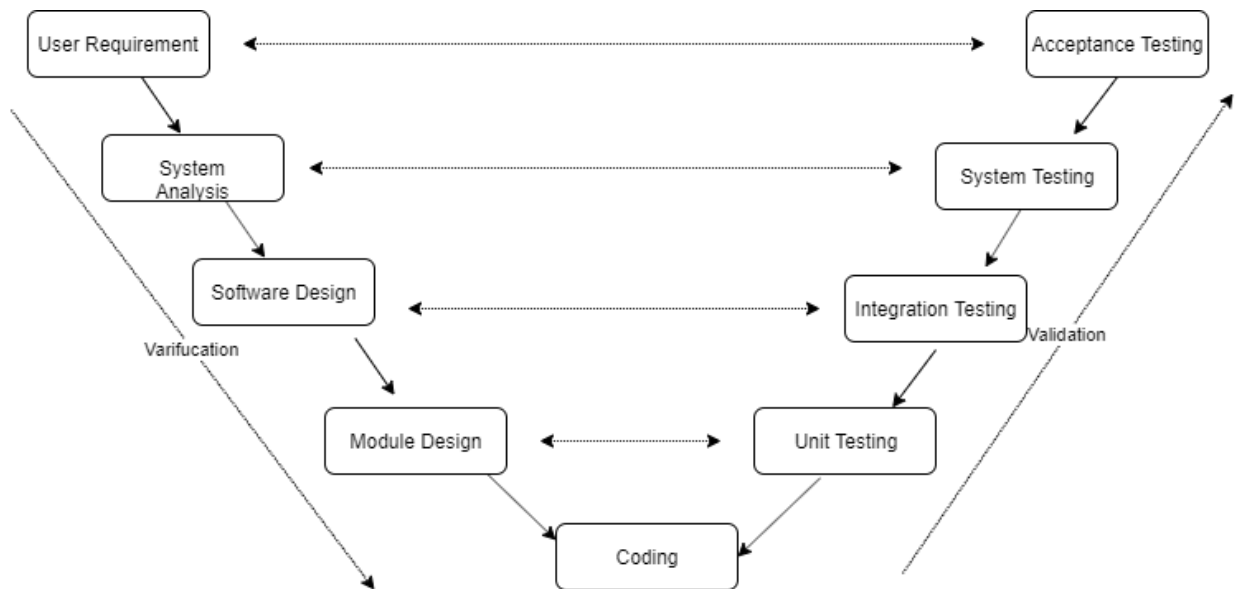 User Requirement
Acceptance Testing
System
Analysis
System Testing
Software Design
Integration Testing
Varifucation
Validation
Module Design
Unit Testing
Coding